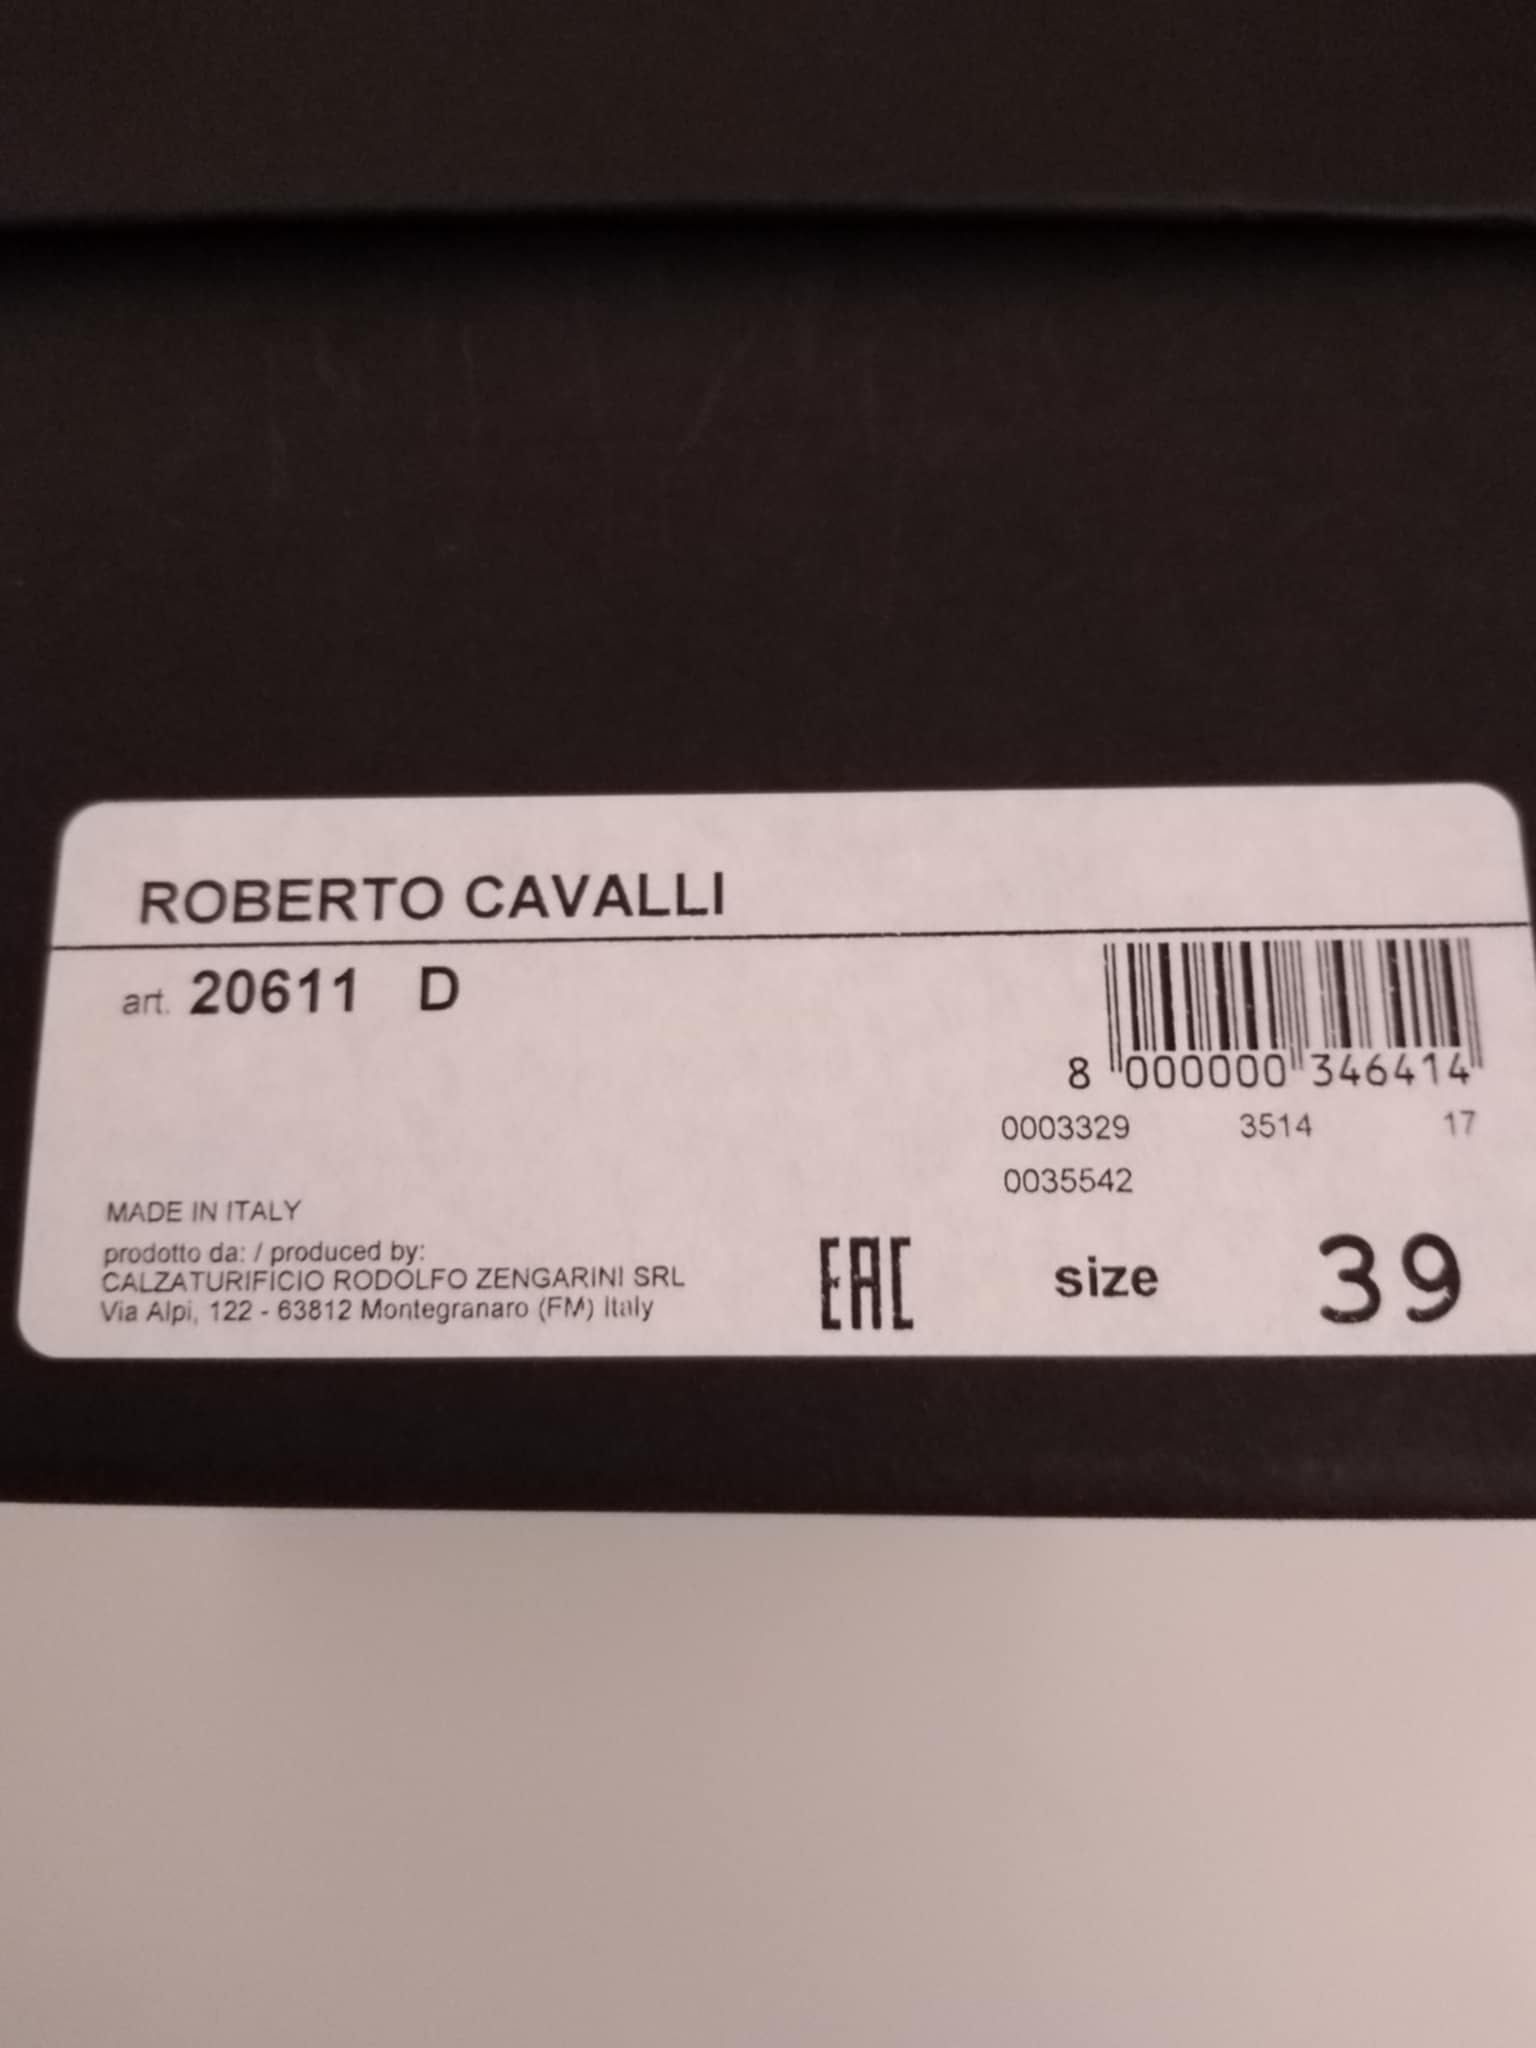 ROBERTO CAVALLI
art. 20611 D
8 000000 346414
0003329 3514 17
0035542
MADE IN ITALY
prodotto da: / produced by:
CALZATURIFICIO RODOLFO ZENGARINI SRL
Via Alpi, 122 - 63812 Montegranaro (FM) Italy
EAC size 39